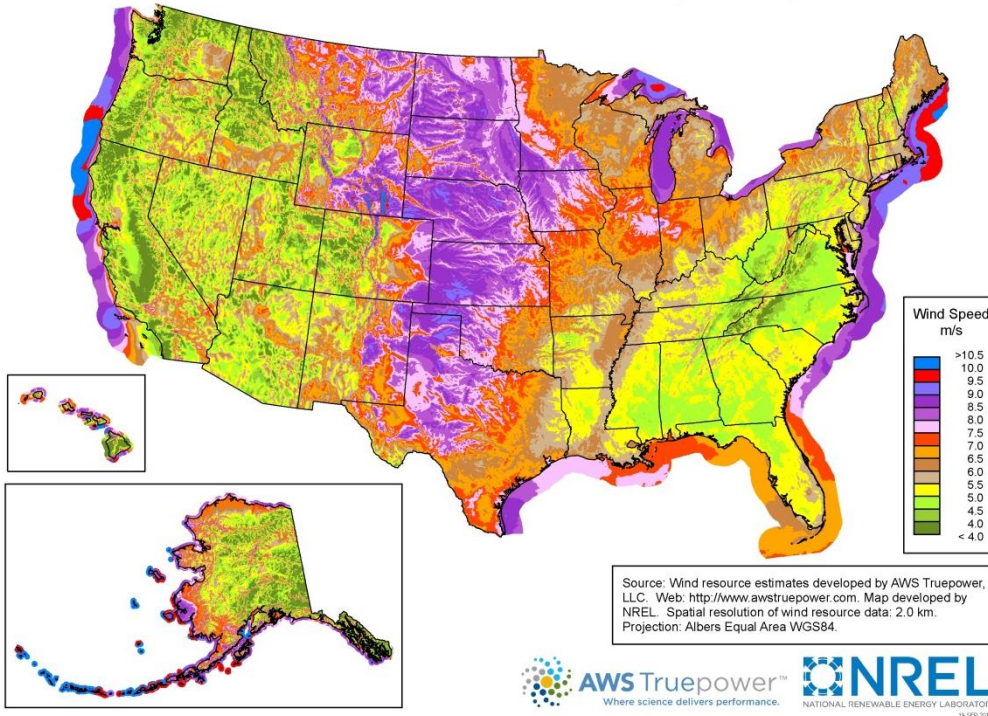 Wind Speed
m/s
>10.5
10.0
9.5
9.0
8.5
8.0
7.5
7.0
6.5
6.0
5.5
5.0
4.5
4.0
< 4.0
Source: Wind resource estimates developed by AWS Truepower,
LLC. Web: http://www.awstruepower.com. Map developed by
NREL. Spatial resolution of wind resource data: 2.0 km.
Projection: Albers Equal Area WGS84.
AWS Truepower™
Where science delivers performance.
NREL
NATIONAL RENEWABLE ENERGY LABORATORY